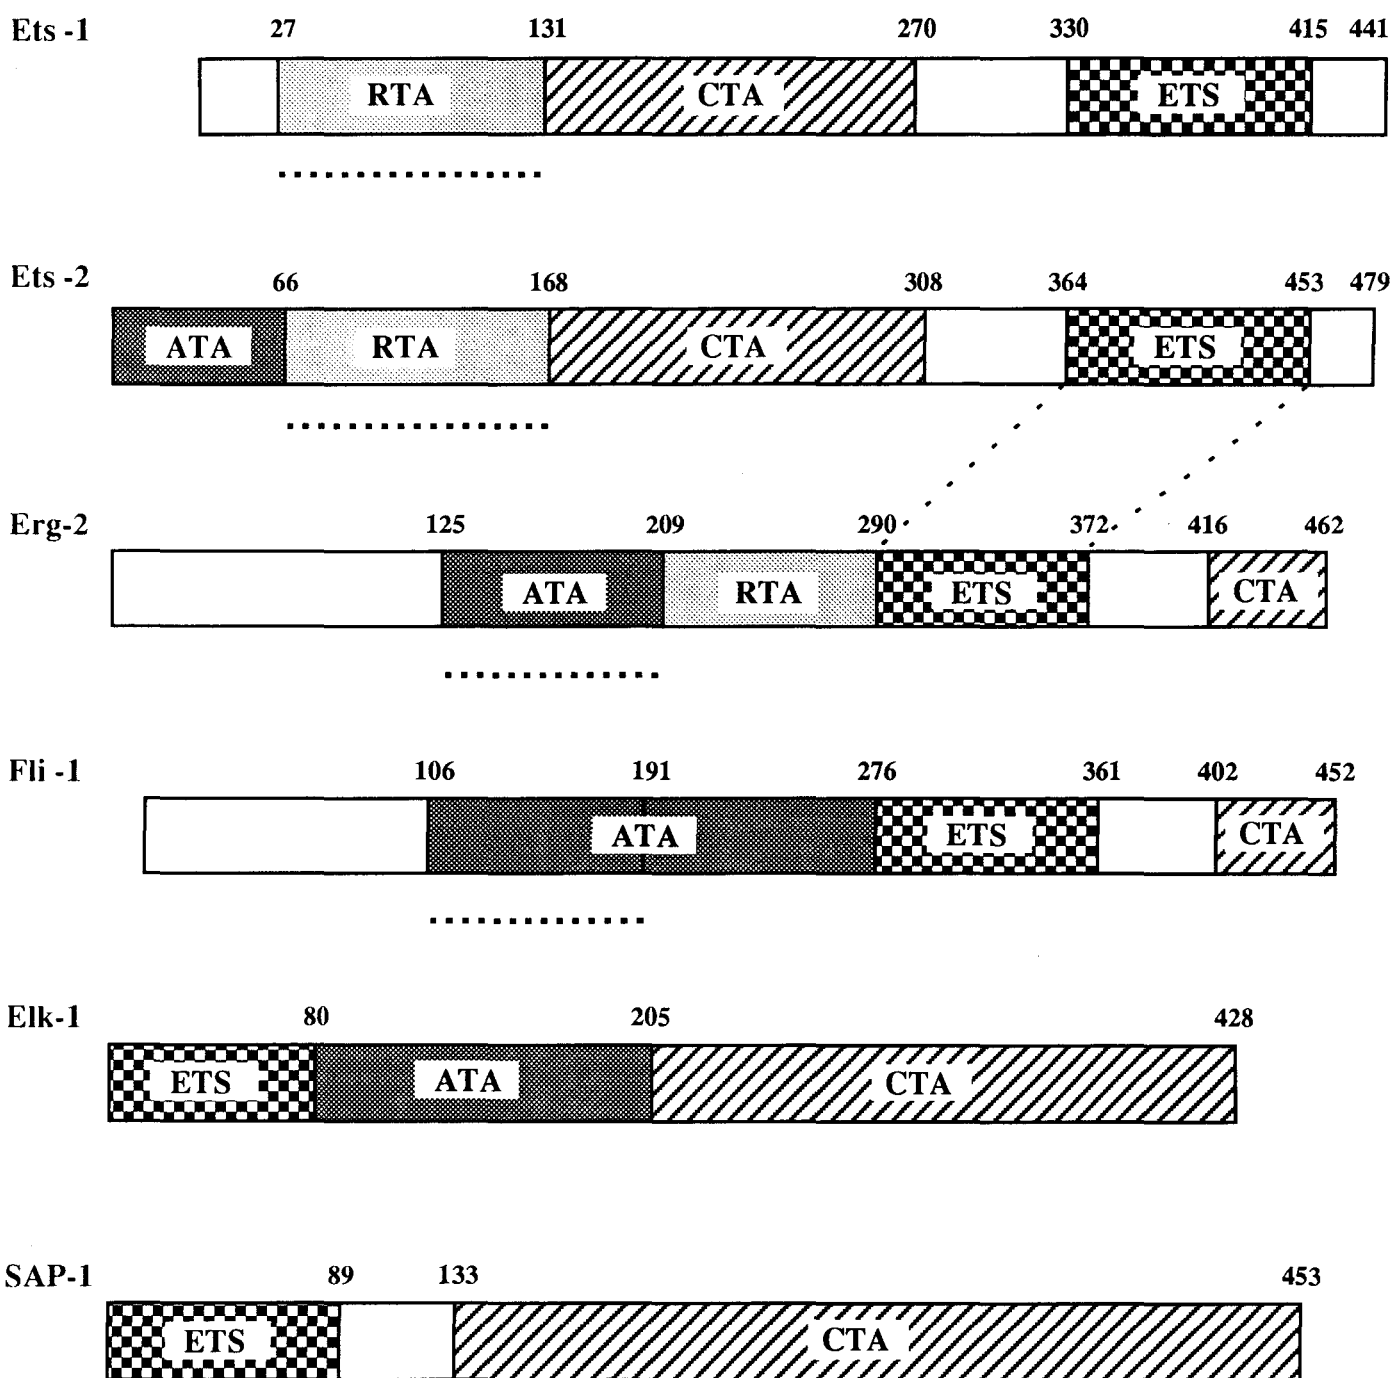 Ets -1 27 131 270 330 415 441
RTA CTA ETS
Ets -2 66 168 308 364 453 479
ATA RTA CTA ETS
Erg-2 125 209 290 372 416 462
ATA RTA ETS CTA
Fli -1 106 191 276 361 402 452
ATA ETS CTA
Elk-1 80 205 428
ETS ATA CTA
SAP-1 89 133 453
ETS CTA